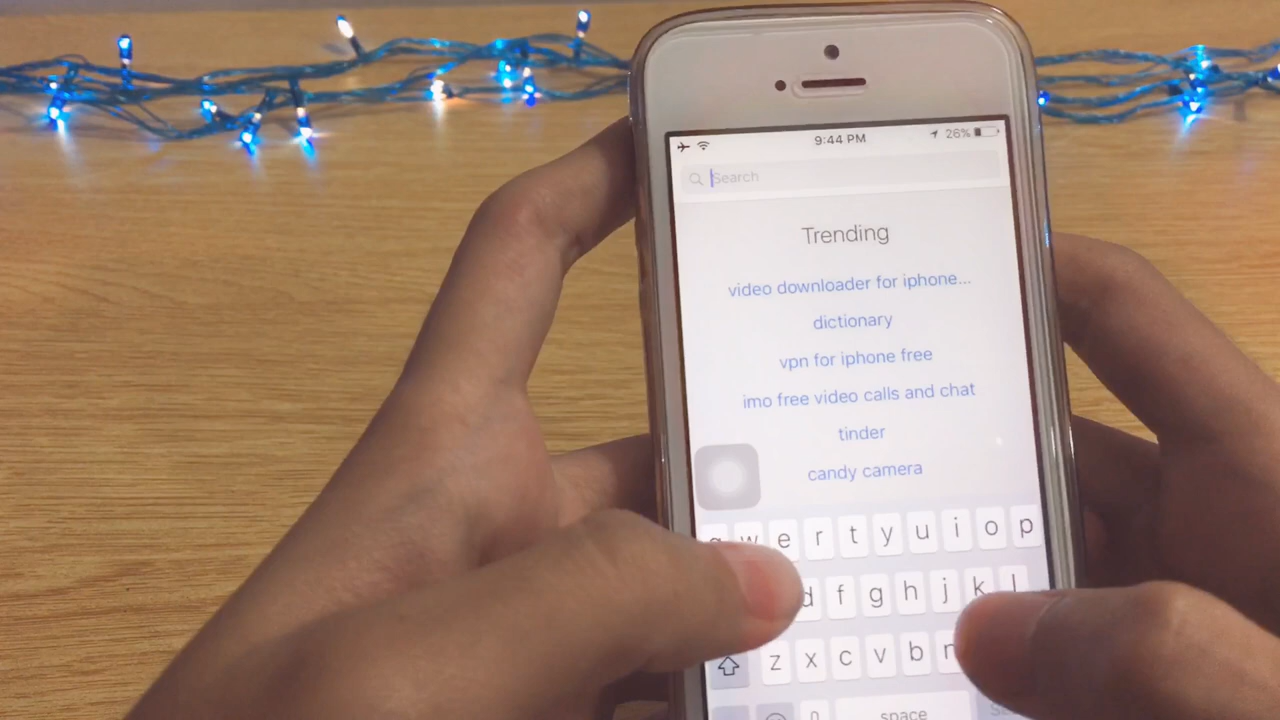 9:44 PM 26%
Search
Trending
video downloader for iphone...
dictionary
vpn for iphone free
imo free video calls and chat
tinder
candy camera
q w e r t y u i o p
d f g h j k l
z x c v b n
space